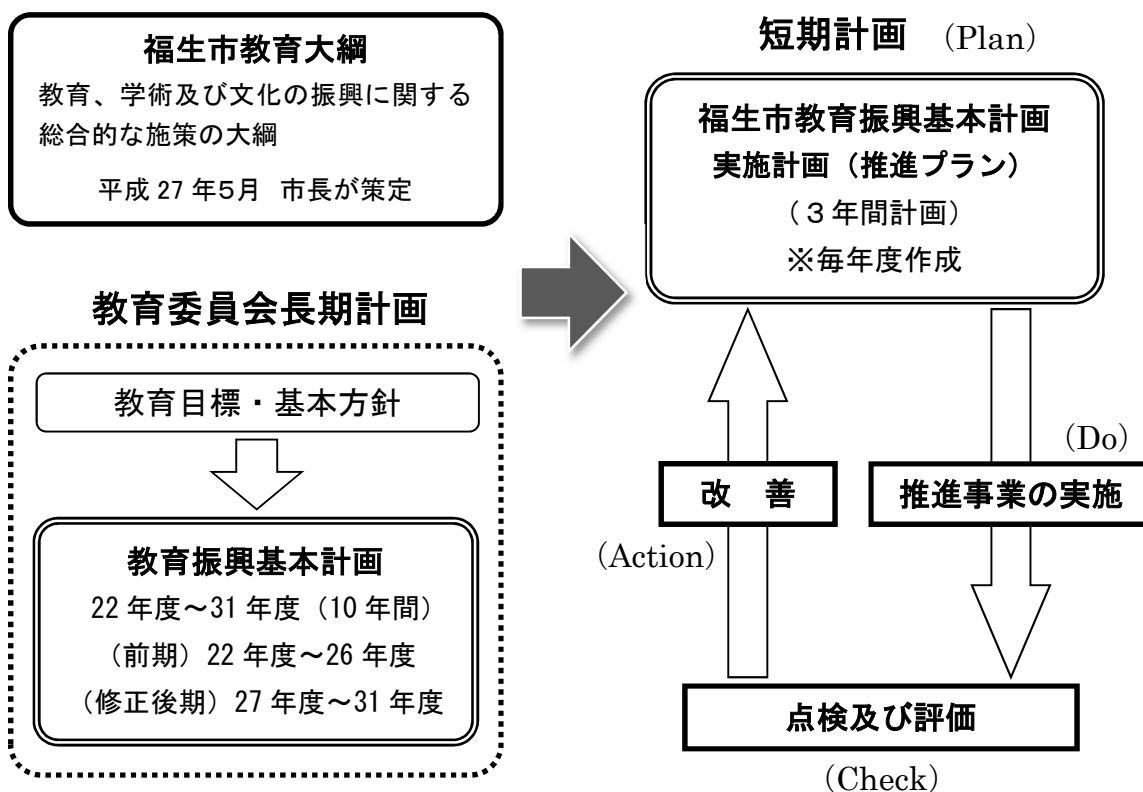 福生市教育大綱
教育、学術及び文化の振興に関する
総合的な施策の大綱
平成 27 年5月 市長が策定
教育委員会長期計画
教育目標・基本方針
教育振興基本計画
22 年度～31 年度（10 年間）
（前期）22 年度～26 年度
（修正後期）27 年度～31 年度
短期計画 (Plan)
福生市教育振興基本計画
実施計画（推進プラン）
（３年間計画）
※毎年度作成
(Do)
推進事業の実施
点検及び評価
(Check)
改 善
(Action)